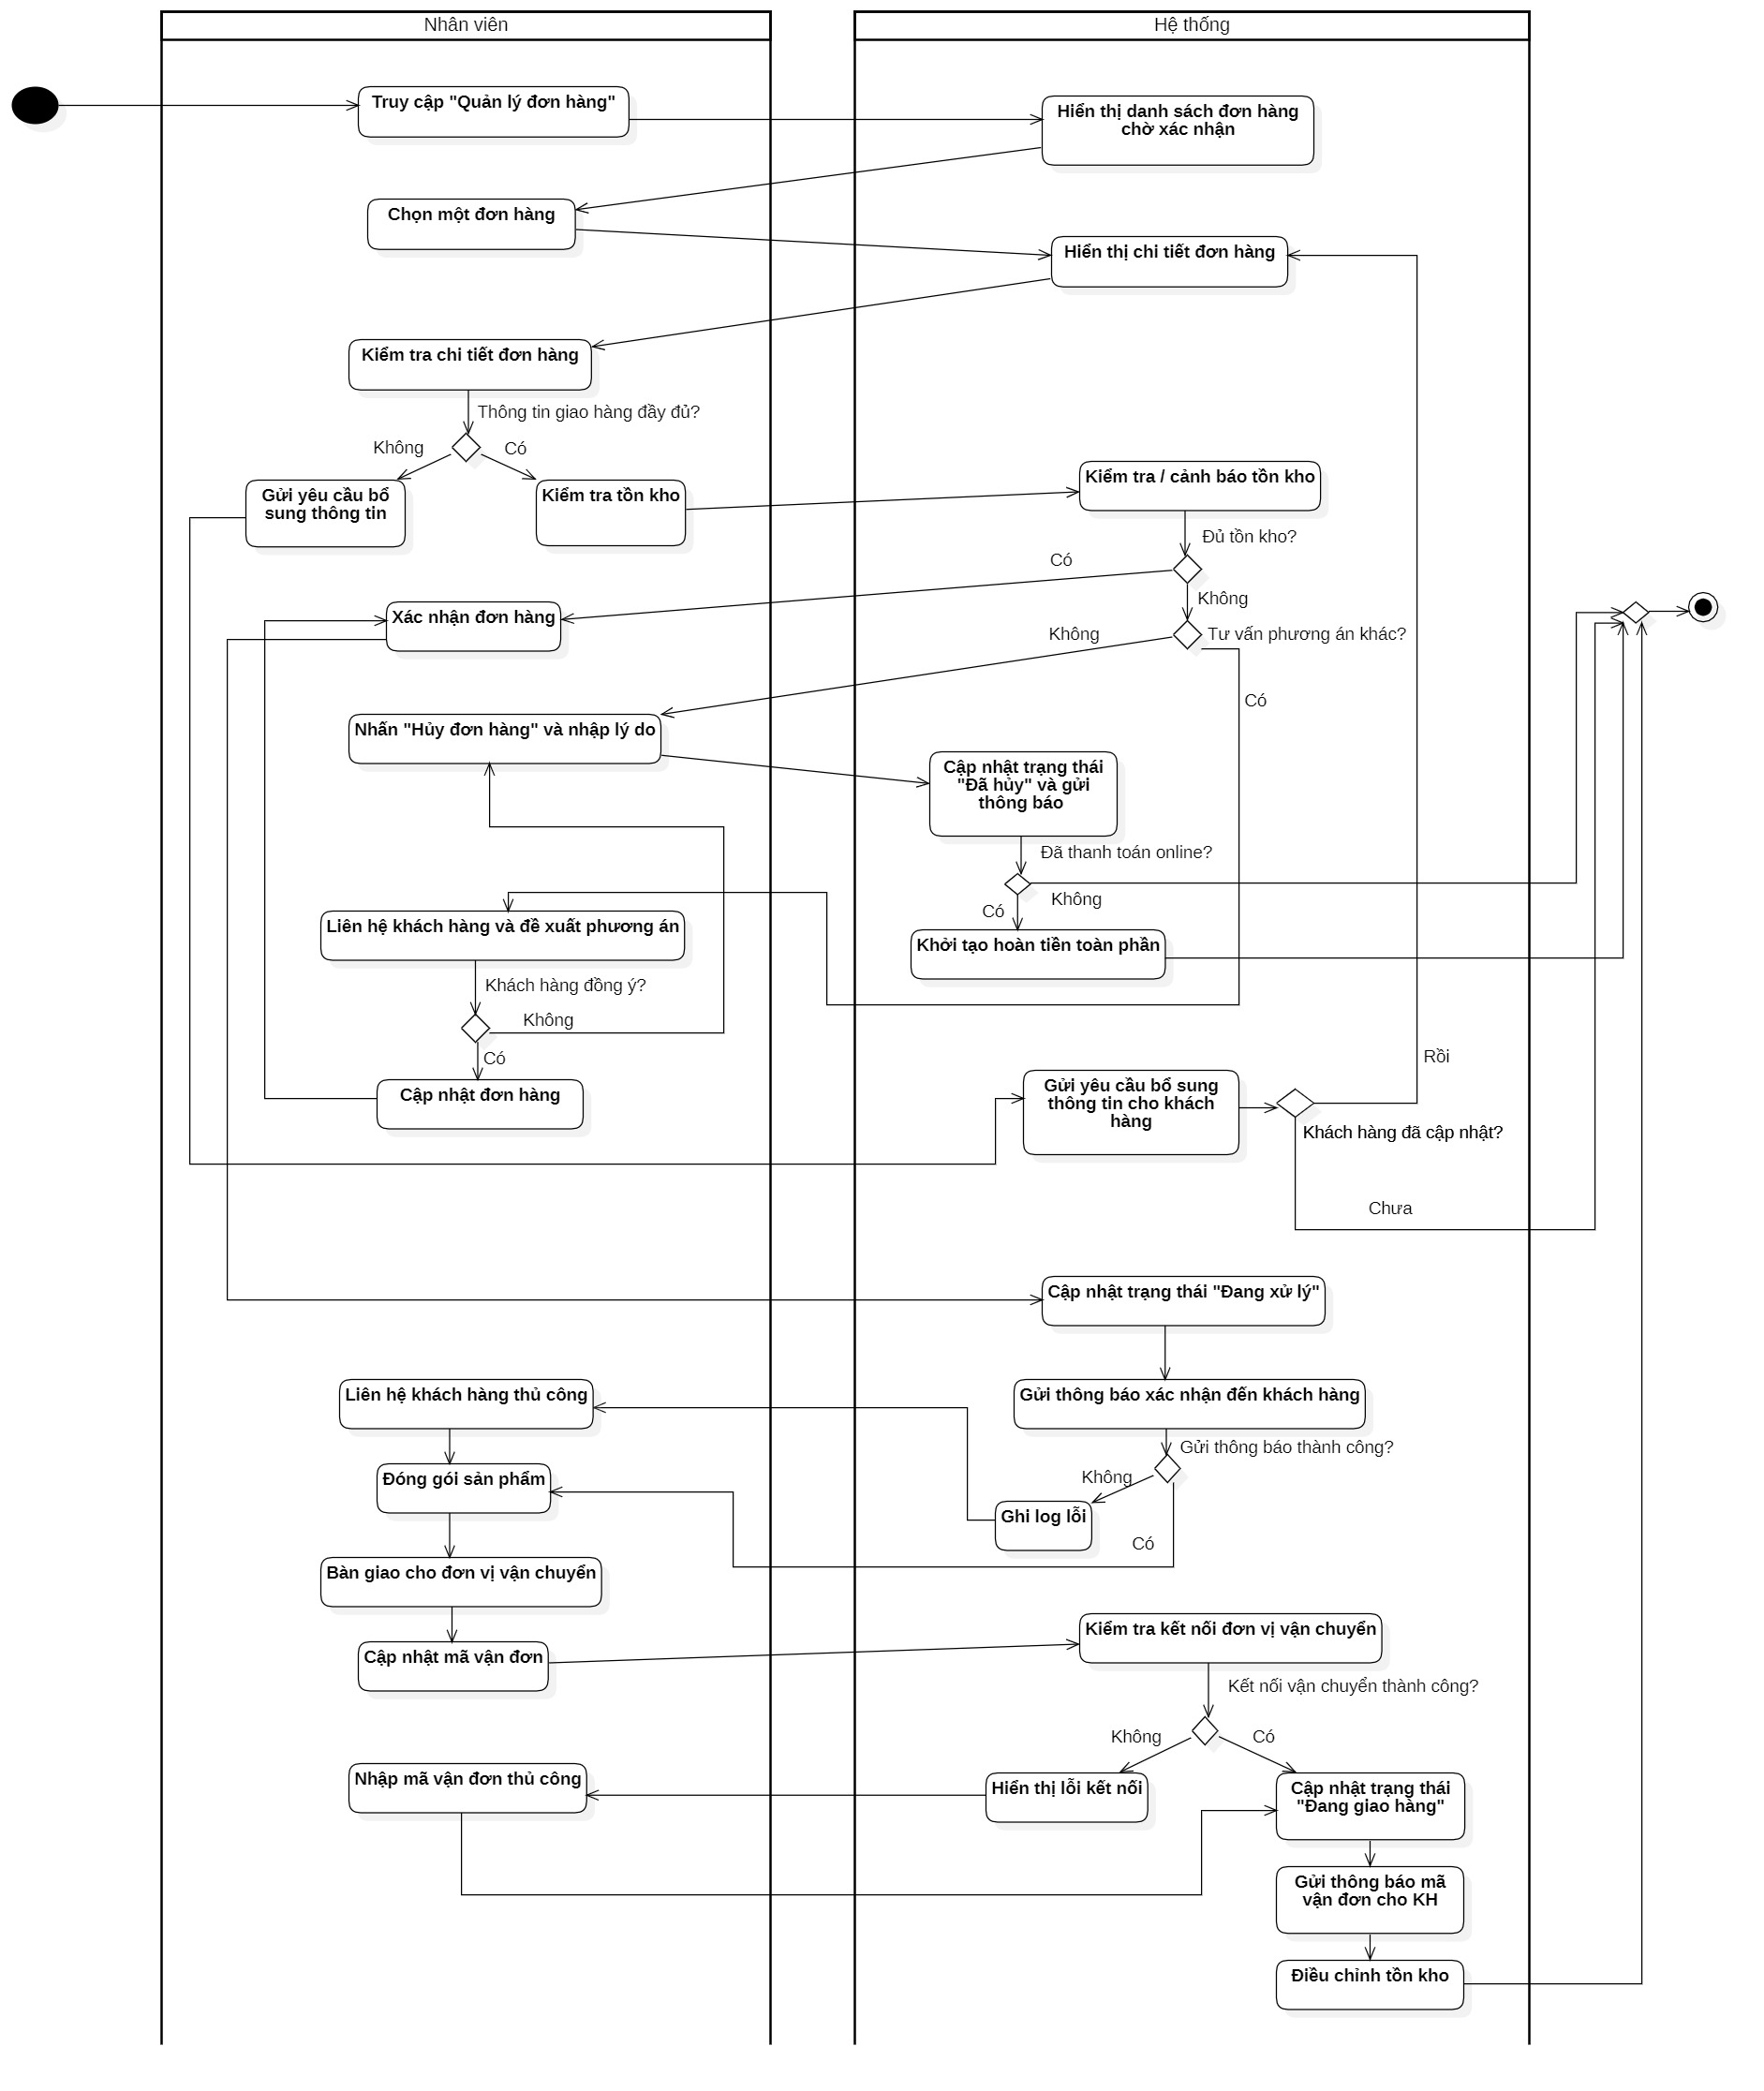 Nhân viên
Hệ thống
Truy cập "Quản lý đơn hàng"
Hiển thị danh sách đơn hàng
chờ xác nhận
Chọn một đơn hàng
Hiển thị chi tiết đơn hàng
Kiểm tra chi tiết đơn hàng
Thông tin giao hàng đầy đủ?
Không
Có
Gửi yêu cầu bổ
sung thông tin
Kiểm tra tồn kho
Kiểm tra / cảnh báo tồn kho
Đủ tồn kho?
Có
Không
Xác nhận đơn hàng
Không
Tư vấn phương án khác?
Có
Nhấn "Hủy đơn hàng" và nhập lý do
Cập nhật trạng thái
"Đã hủy" và gửi
thông báo
Đã thanh toán online?
Không
Có
Liên hệ khách hàng và đề xuất phương án
Khởi tạo hoàn tiền toàn phần
Khách hàng đồng ý?
Không
Có
Cập nhật đơn hàng
Rồi
Gửi yêu cầu bổ sung
thông tin cho khách
hàng
Khách hàng đã cập nhật?
Chưa
Cập nhật trạng thái "Đang xử lý"
Liên hệ khách hàng thủ công
Gửi thông báo xác nhận đến khách hàng
Gửi thông báo thành công?
Không
Đóng gói sản phẩm
Ghi log lỗi
Có
Bàn giao cho đơn vị vận chuyển
Kiểm tra kết nối đơn vị vận chuyển
Cập nhật mã vận đơn
Kết nối vận chuyển thành công?
Không
Có
Nhập mã vận đơn thủ công
Hiển thị lỗi kết nối
Cập nhật trạng thái
"Đang giao hàng"
Gửi thông báo mã
vận đơn cho KH
Điều chỉnh tồn kho